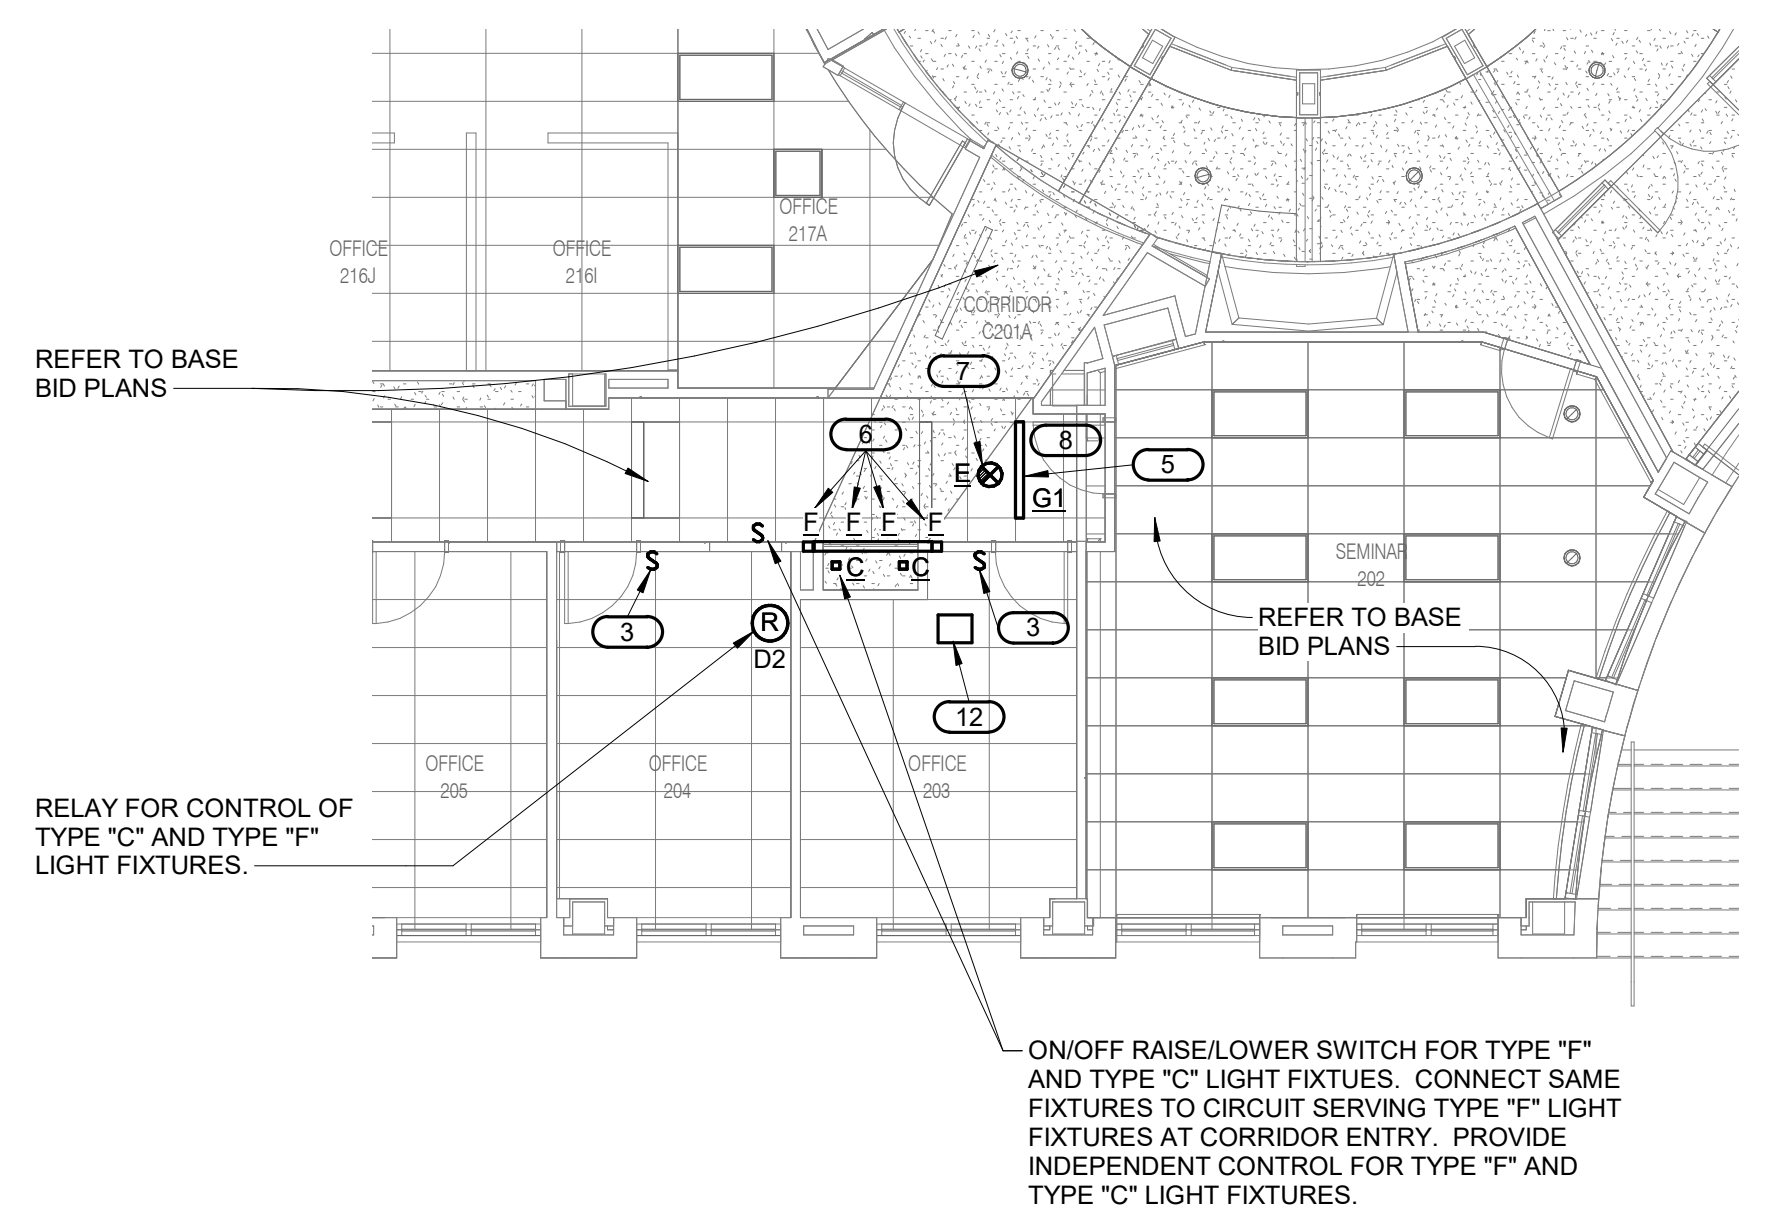 OFFICE
217A
OFFICE
216J
OFFICE
216I
CORRIDOR
C201A
REFER TO BASE
BID PLANS
7
6
8
5
E
G1
F F F F
S
S
C
C
S
3
R
D2
3
12
SEMINAR
202
REFER TO BASE
BID PLANS
OFFICE
205
OFFICE
204
OFFICE
203
RELAY FOR CONTROL OF
TYPE "C" AND TYPE "F"
LIGHT FIXTURES.
ON/OFF RAISE/LOWER SWITCH FOR TYPE "F"
AND TYPE "C" LIGHT FIXTUES. CONNECT SAME
FIXTURES TO CIRCUIT SERVING TYPE "F" LIGHT
FIXTURES AT CORRIDOR ENTRY. PROVIDE
INDEPENDENT CONTROL FOR TYPE "F" AND
TYPE "C" LIGHT FIXTURES.